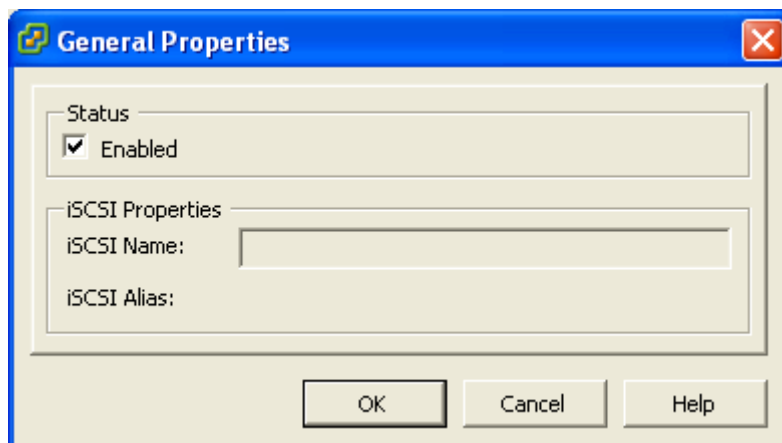 General Properties
Status
Enabled
iSCSI Properties
iSCSI Name:
iSCSI Alias:
OK Cancel Help